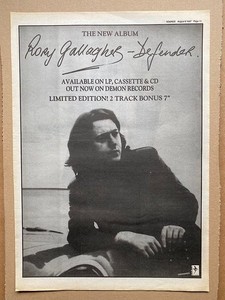 THE NEW ALBUM
Rory Gallagher – Defender.
AVAILABLE ON LP, CASSETTE & CD
OUT NOW ON DEMON RECORDS
LIMITED EDITION! 2 TRACK BONUS 7"